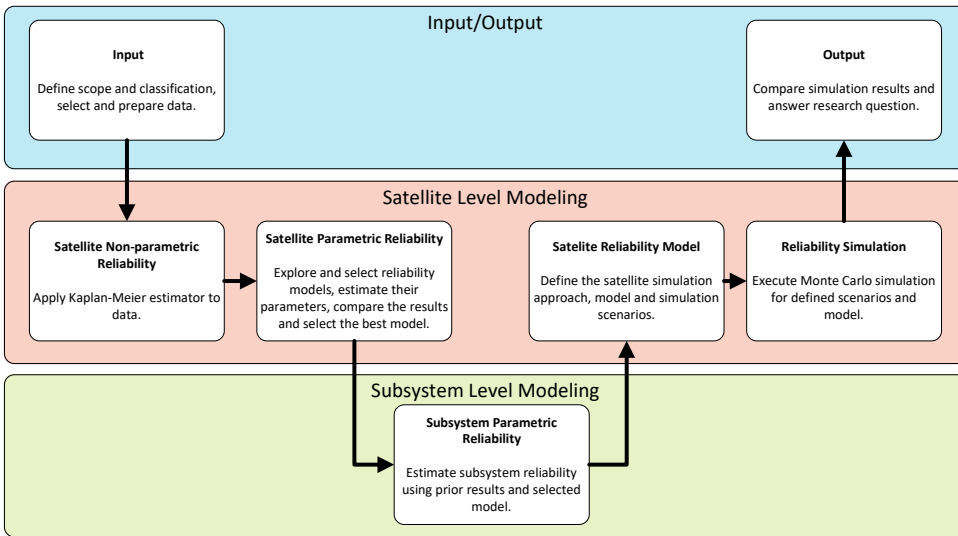 Input/Output
Input
Define scope and classification,
select and prepare data.
Output
Compare simulation results and
answer research question.
Satellite Level Modeling
Satellite Non-parametric
Reliability
Apply Kaplan-Meier estimator to
data.
Satellite Parametric Reliability
Explore and select reliability
models, estimate their
parameters, compare the results
and select the best model.
Satelite Reliability Model
Define the satellite simulation
approach, model and simulation
scenarios.
Reliability Simulation
Execute Monte Carlo simulation
for defined scenarios and
model.
Subsystem Level Modeling
Subsystem Parametric
Reliability
Estimate subsystem reliability
using prior results and selected
model.